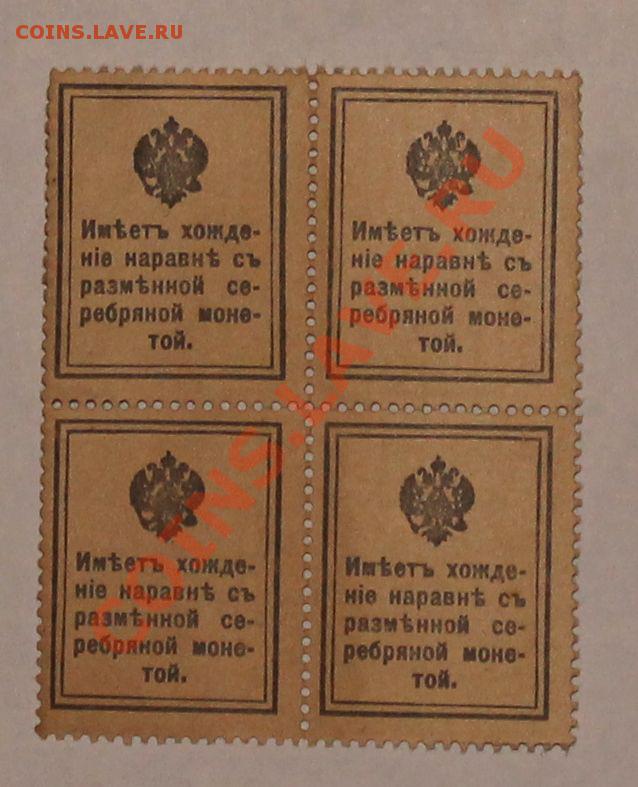 COINS.LAVE.RU
Имѣетъ хожде-
ніе наравнѣ съ
размѣнной се-
ребряной моне-
той.
Имѣетъ хожде-
ніе наравнѣ съ
размѣнной се-
ребряной моне-
той.
Имѣетъ хожде-
ніе наравнѣ съ
размѣнной се-
ребряной моне-
той.
Имѣетъ хожде-
ніе наравнѣ съ
размѣнной се-
ребряной моне-
той.
COINS.LAVE.RU